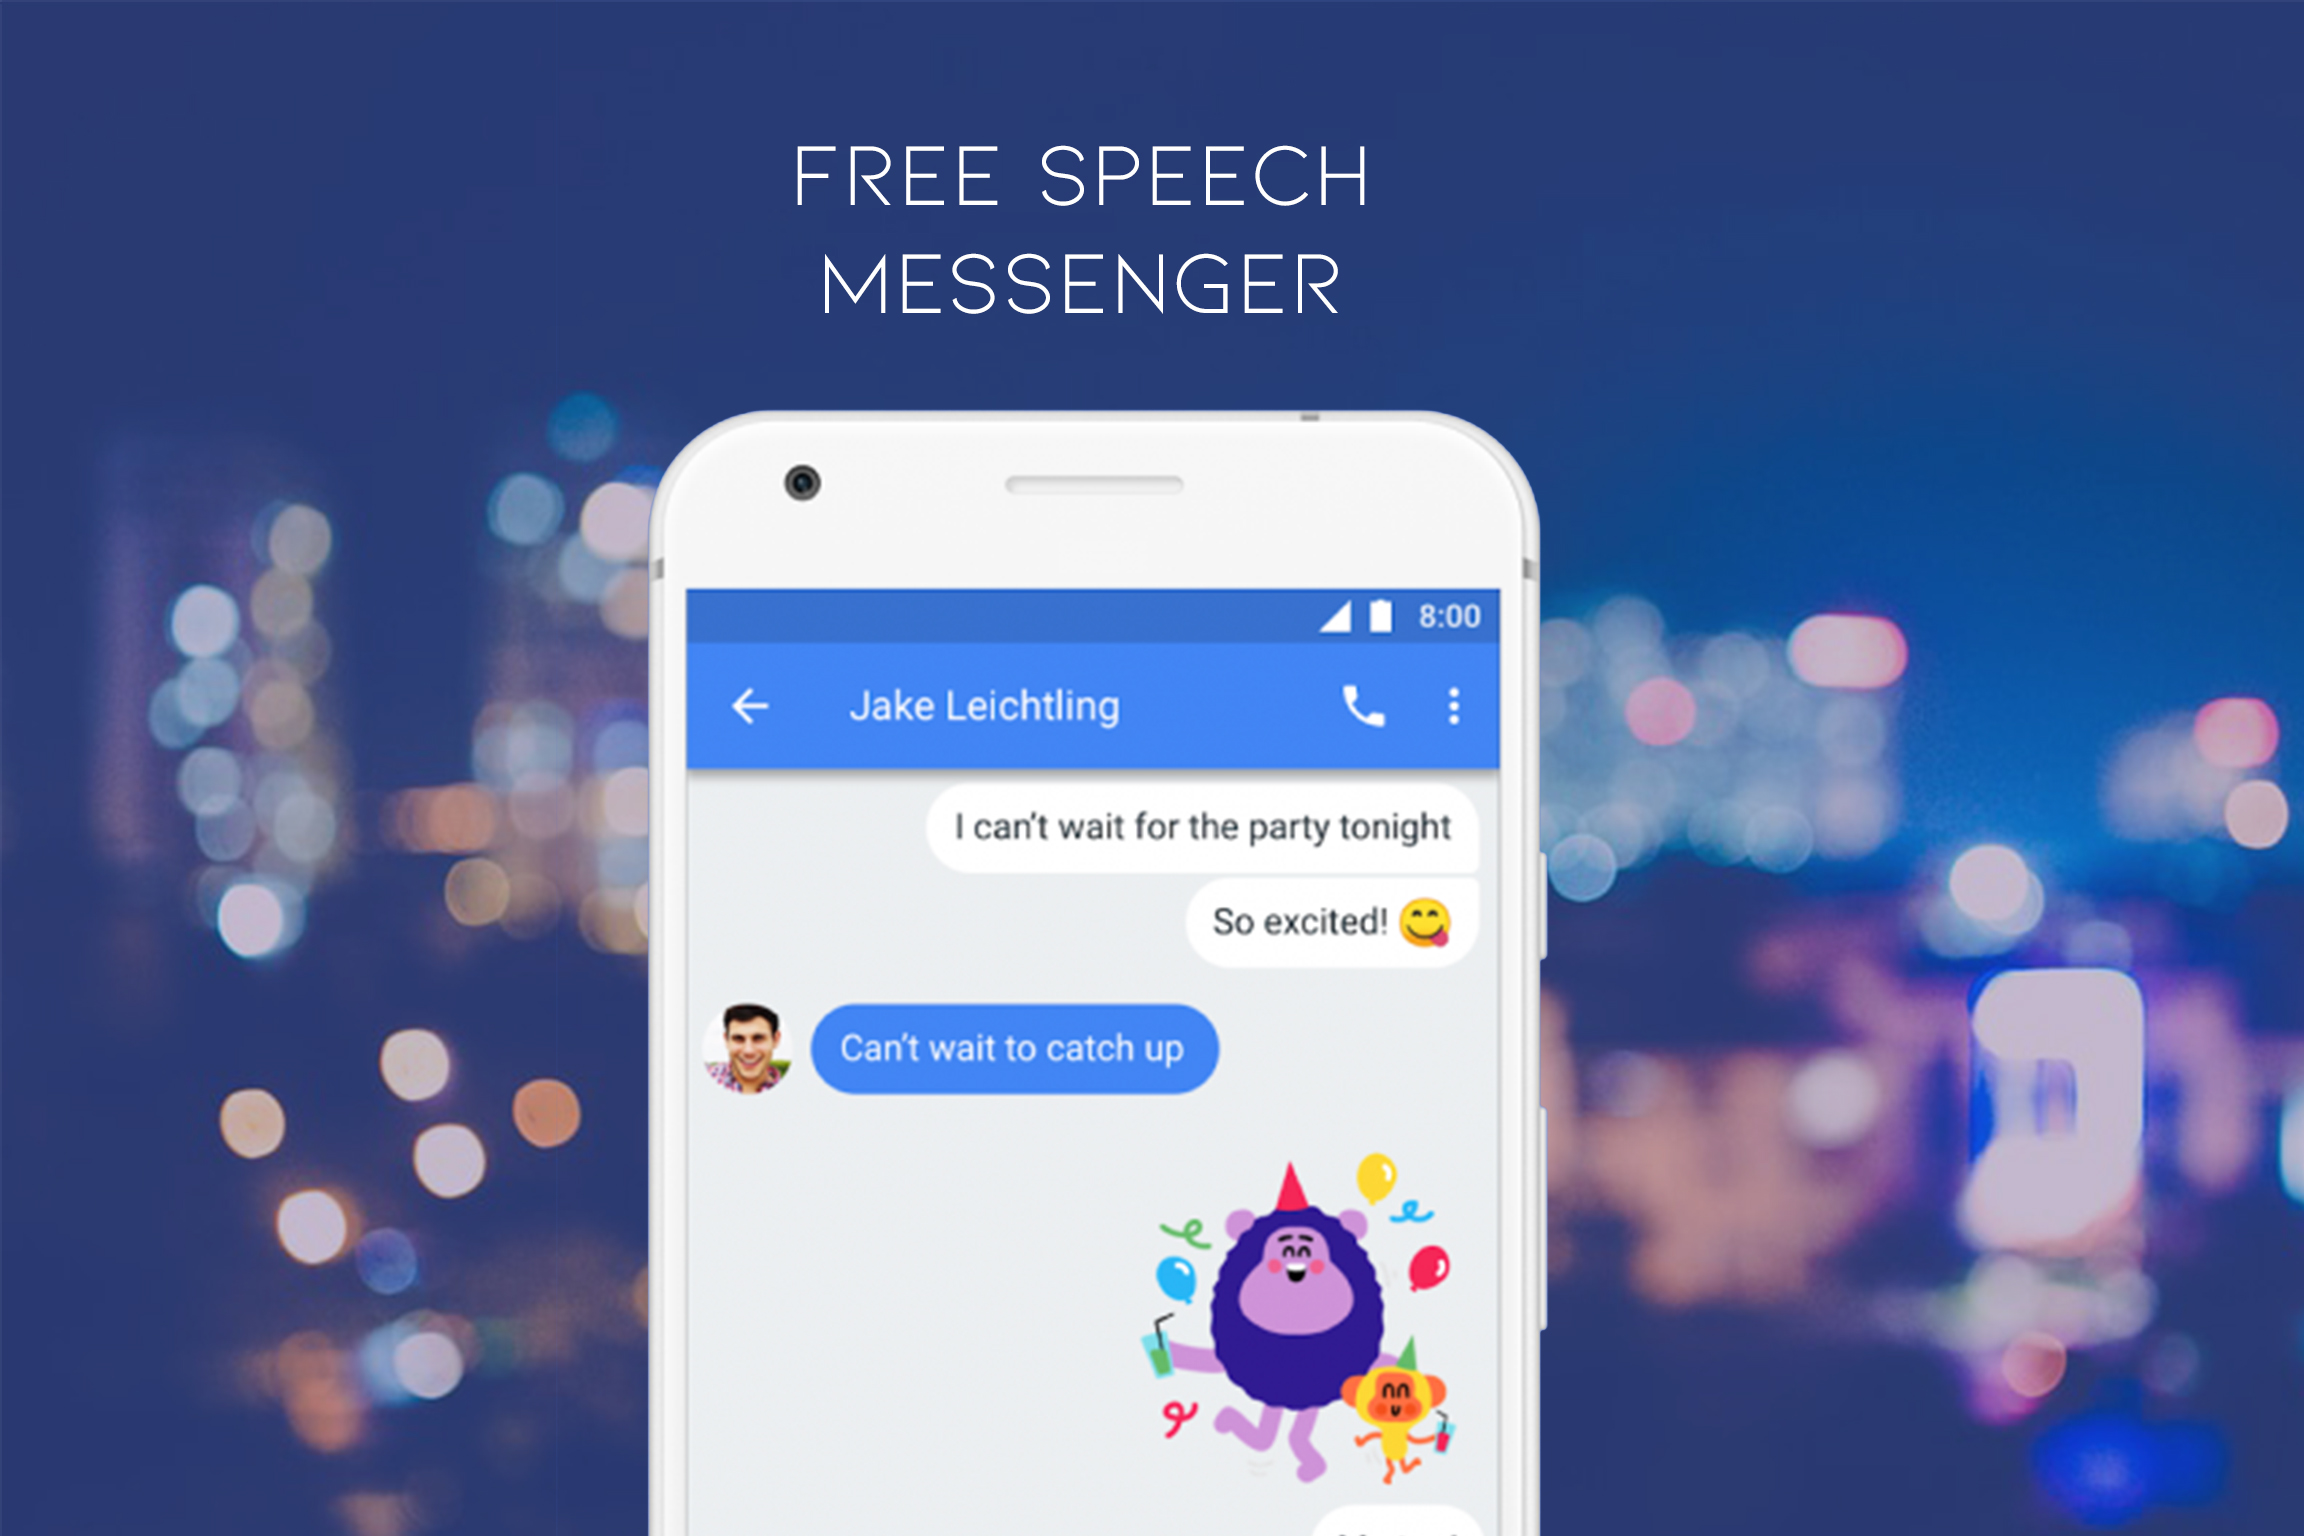 FREE SPEECH
MESSENGER
8:00
Jake Leichtling
I can't wait for the party tonight
So excited! 😋
Can't wait to catch up